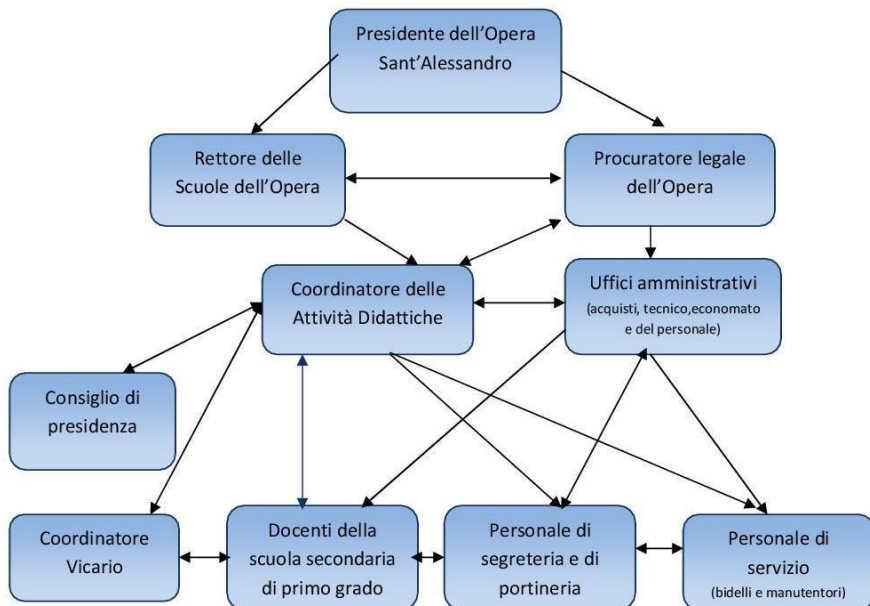 Presidente dell’Opera
Sant’Alessandro
Rettore delle
Scuole dell’Opera
Procuratore legale
dell’Opera
Coordinatore delle
Attività Didattiche
Uffici amministrativi
(acquisti, tecnico,economato
e del personale)
Consiglio di
presidenza
Coordinatore
Vicario
Docenti della
scuola secondaria
di primo grado
Personale di
segreteria e di
portineria
Personale di
servizio
(bidelli e manutentori)